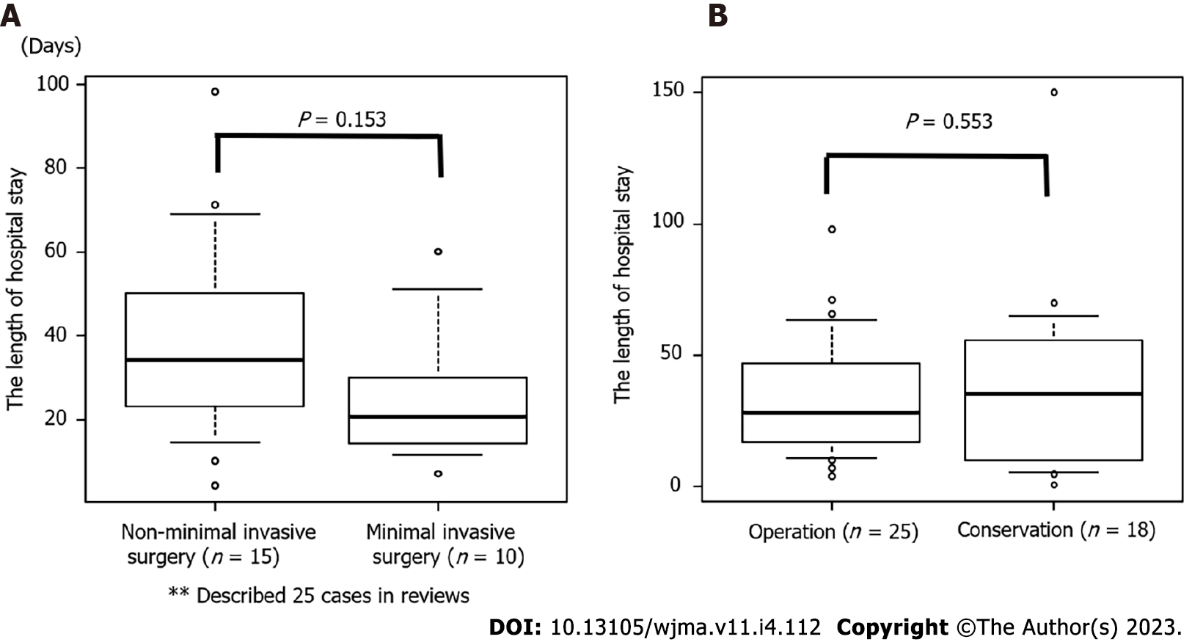 A
(Days)
The length of hospital stay
100
80
60
40
20
P = 0.153
Non-minimal invasive
surgery (n = 15)
Minimal invasive
surgery (n = 10)
** Described 25 cases in reviews
B
The length of hospital stay
150
100
50
0
P = 0.553
Operation (n = 25)
Conservation (n = 18)
DOI: 10.13105/wjma.v11.i4.112 Copyright ©The Author(s) 2023.